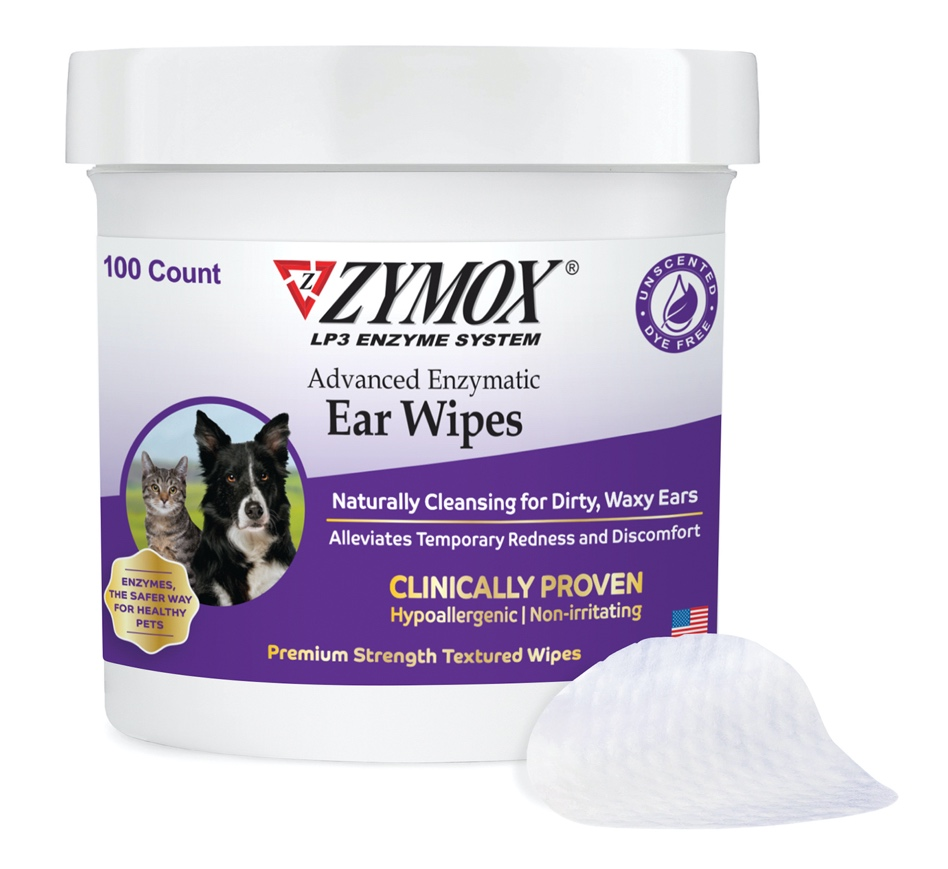 100 Count
Z
ZYMOX®
LP3 ENZYME SYSTEM
UNSCENTED
DYE FREE
Advanced Enzymatic
Ear Wipes
Naturally Cleansing for Dirty, Waxy Ears
Alleviates Temporary Redness and Discomfort
ENZYMES,
THE SAFER WAY
FOR HEALTHY
PETS
CLINICALLY PROVEN
Hypoallergenic | Non-irritating
Premium Strength Textured Wipes